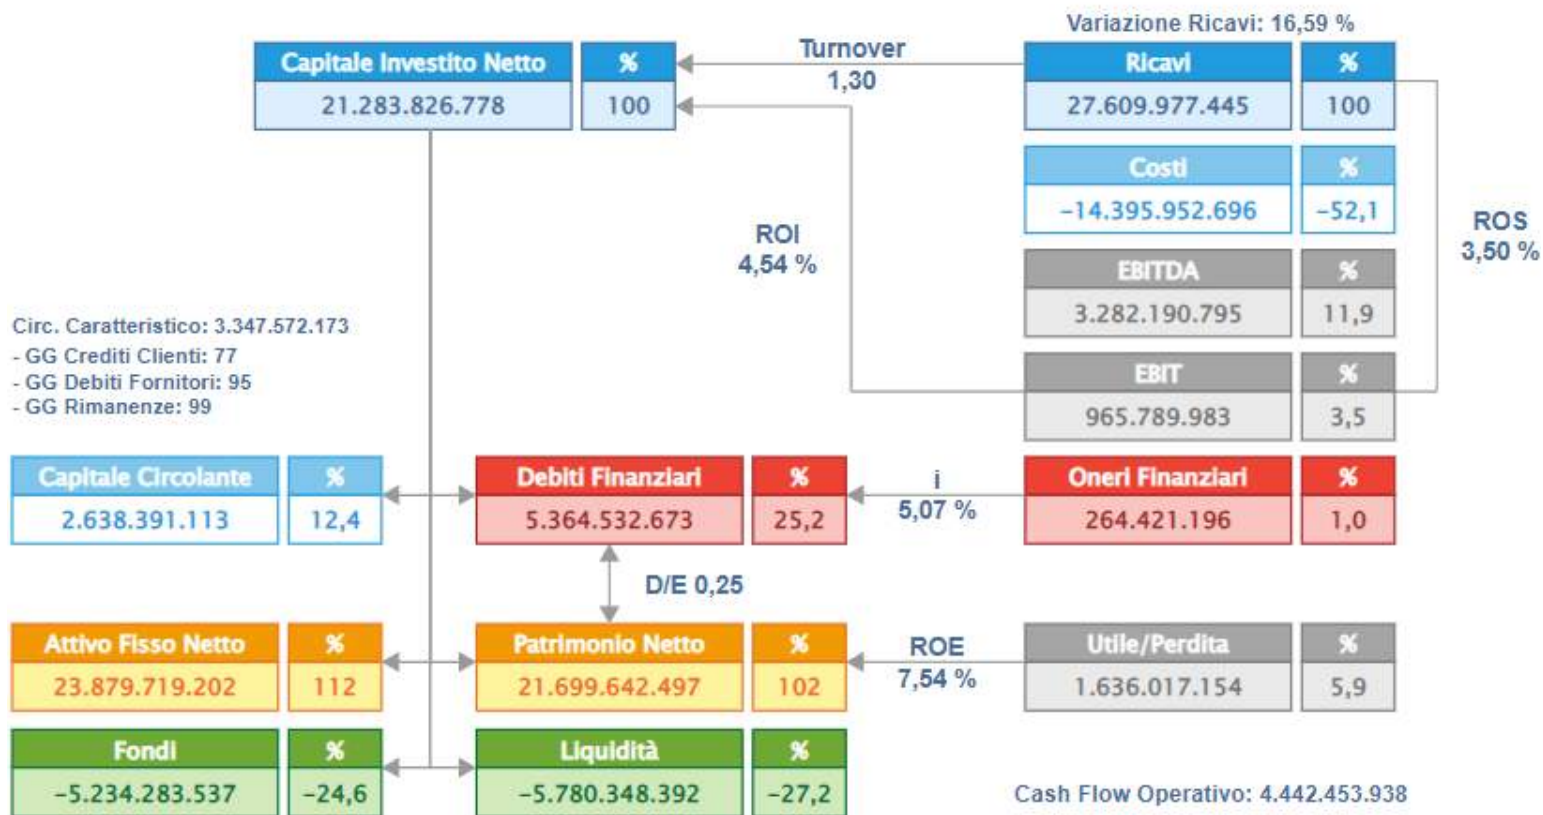 Variazione Ricavi: 16,59 %
Capitale Investito Netto %
21.283.826.778 100
Turnover
1,30
Ricavi %
27.609.977.445 100
Costi %
-14.395.952.696 -52,1
ROI
4,54 %
ROS
3,50 %
EBITDA %
3.282.190.795 11,9
Circ. Caratteristico: 3.347.572.173
- GG Crediti Clienti: 77
- GG Debiti Fornitori: 95
- GG Rimanenze: 99
EBIT %
965.789.983 3,5
Capitale Circolante %
2.638.391.113 12,4
Debiti Finanziari %
5.364.532.673 25,2
i
5,07 %
Oneri Finanziari %
264.421.196 1,0
D/E 0,25
Attivo Fisso Netto %
23.879.719.202 112
Patrimonio Netto %
21.699.642.497 102
ROE
7,54 %
Utile/Perdita %
1.636.017.154 5,9
Fondi %
-5.234.283.537 -24,6
Liquidità %
-5.780.348.392 -27,2
Cash Flow Operativo: 4.442.453.938